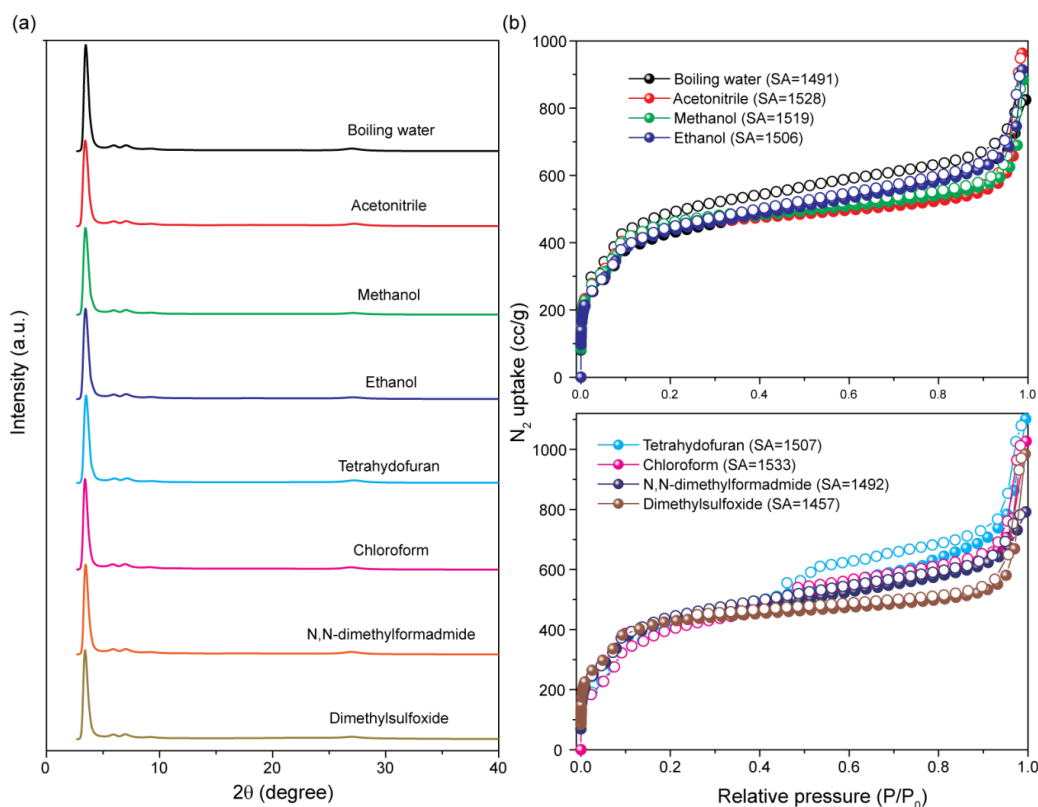 (a)
Intensity (a.u.)
Boiling water
Acetonitrile
Methanol
Ethanol
Tetrahydofuran
Chloroform
N,N-dimethylformadmide
Dimethylsulfoxide
0 10 20 30 40
2θ (degree)
(b)
N2 uptake (cc/g)
1000
800
600
400
200
0
Boiling water (SA=1491)
Acetonitrile (SA=1528)
Methanol (SA=1519)
Ethanol (SA=1506)
0.0 0.2 0.4 0.6 0.8 1.0
1000
800
600
400
200
0
Tetrahydofuran (SA=1507)
Chloroform (SA=1533)
N,N-dimethylformadmide (SA=1492)
Dimethylsulfoxide (SA=1457)
0.0 0.2 0.4 0.6 0.8 1.0
Relative pressure (P/P0)